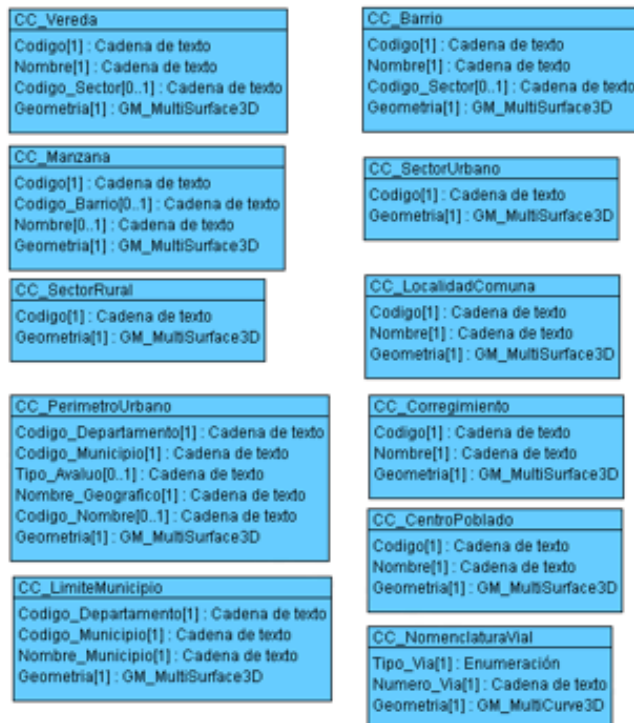 CC_Vereda
Codigo[1] : Cadena de texto
Nombre[1] : Cadena de texto
Codigo_Sector[0..1] : Cadena de texto
Geometria[1] : GM_MultiSurface3D
CC_Barrio
Codigo[1] : Cadena de texto
Nombre[1] : Cadena de texto
Codigo_Sector[0..1] : Cadena de texto
Geometria[1] : GM_MultiSurface3D
CC_Manzana
Codigo[1] : Cadena de texto
Codigo_Barrio[0..1] : Cadena de texto
Nombre[0..1] : Cadena de texto
Geometria[1] : GM_MultiSurface3D
CC_SectorUrbano
Codigo[1] : Cadena de texto
Geometria[1] : GM_MultiSurface3D
CC_SectorRural
Codigo[1] : Cadena de texto
Geometria[1] : GM_MultiSurface3D
CC_LocalidadComuna
Codigo[1] : Cadena de texto
Nombre[1] : Cadena de texto
Geometria[1] : GM_MultiSurface3D
CC_PerimetroUrbano
Codigo_Departamento[1] : Cadena de texto
Codigo_Municipio[1] : Cadena de texto
Tipo_Avaluo[0..1] : Cadena de texto
Nombre_Geografico[1] : Cadena de texto
Codigo_Nombre[0..1] : Cadena de texto
Geometria[1] : GM_MultiSurface3D
CC_Corregimiento
Codigo[1] : Cadena de texto
Nombre[1] : Cadena de texto
Geometria[1] : GM_MultiSurface3D
CC_CentroPoblado
Codigo[1] : Cadena de texto
Nombre[1] : Cadena de texto
Geometria[1] : GM_MultiSurface3D
CC_LimiteMunicipio
Codigo_Departamento[1] : Cadena de texto
Codigo_Municipio[1] : Cadena de texto
Nombre_Municipio[1] : Cadena de texto
Geometria[1] : GM_MultiSurface3D
CC_NomenclaturaVial
Tipo_Via[1] : Enumeración
Numero_Via[1] : Cadena de texto
Geometria[1] : GM_MultiCurve3D